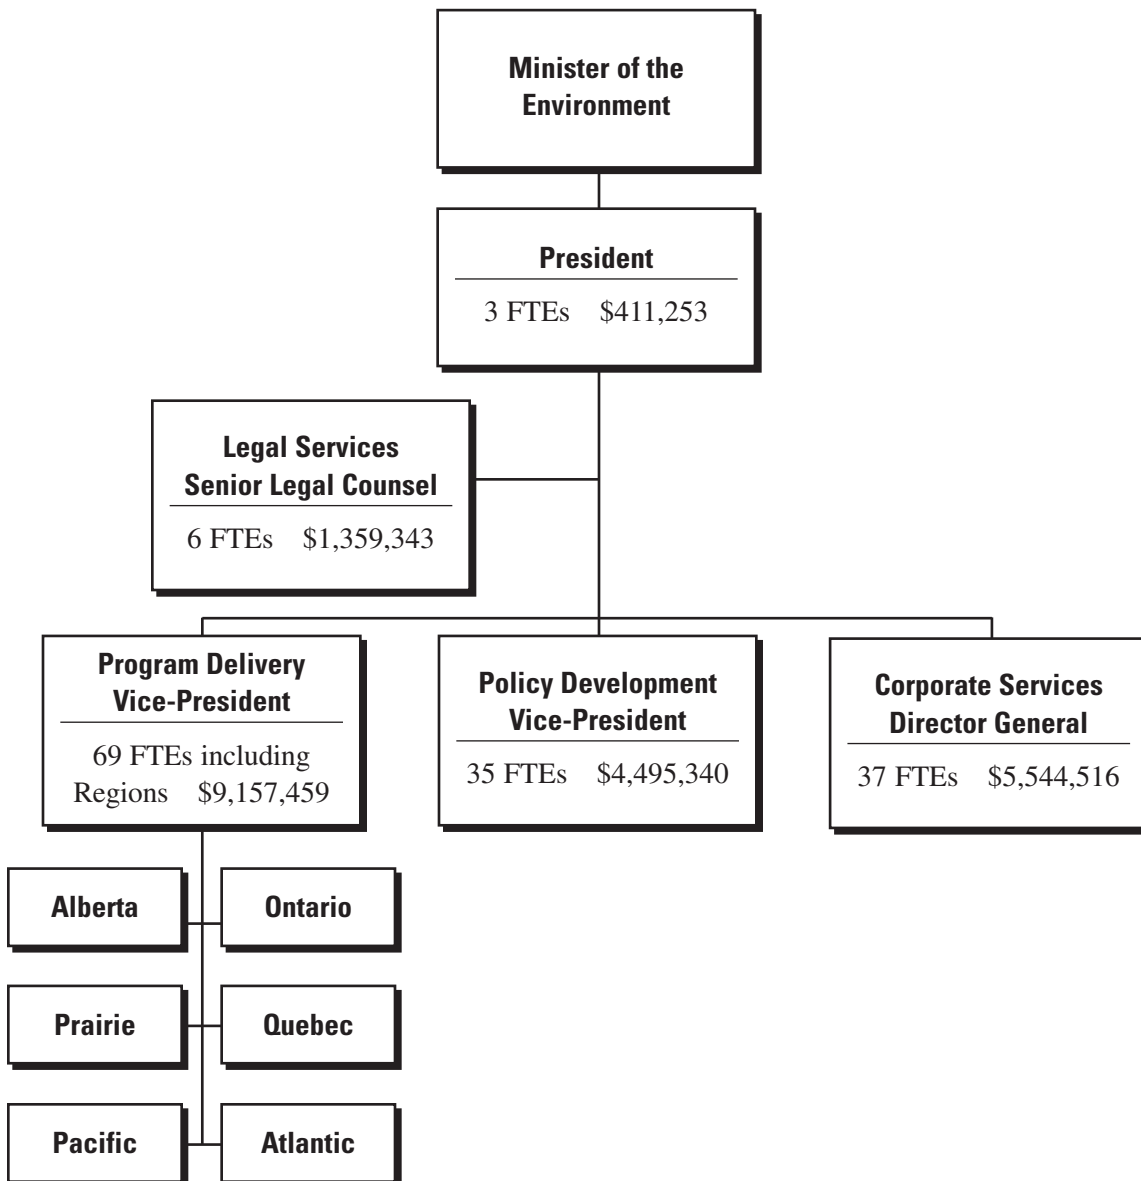 Minister of the
Environment
President
3 FTEs $411,253
Legal Services
Senior Legal Counsel
6 FTEs $1,359,343
Program Delivery
Vice-President
69 FTEs including
Regions $9,157,459
Policy Development
Vice-President
35 FTEs $4,495,340
Corporate Services
Director General
37 FTEs $5,544,516
Alberta
Ontario
Prairie
Quebec
Pacific
Atlantic